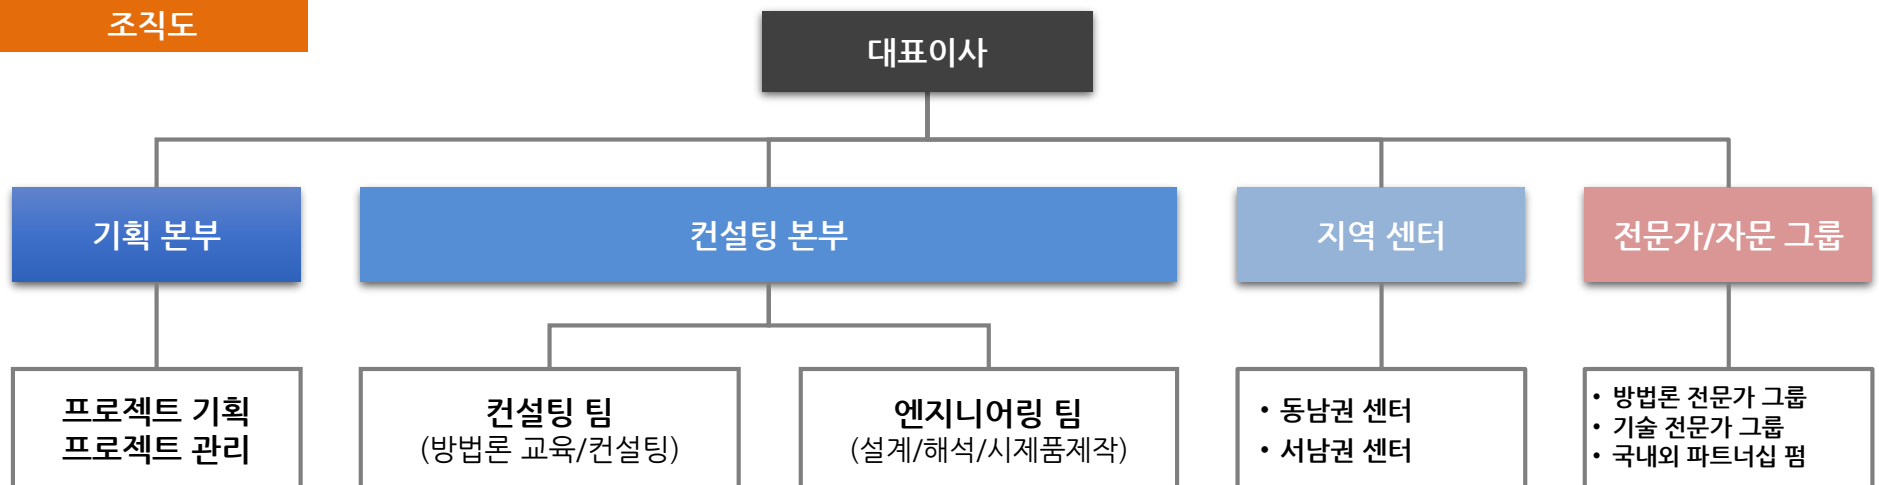 조직도
대표이사
기획 본부
컨설팅 본부
지역 센터
전문가/자문 그룹
프로젝트 기획
프로젝트 관리
컨설팅 팀
(방법론 교육/컨설팅)
엔지니어링 팀
(설계/해석/시제품제작)
• 동남권 센터
• 서남권 센터
• 방법론 전문가 그룹
• 기술 전문가 그룹
• 국내외 파트너십 펌